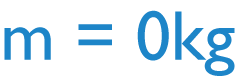 m = 0kg